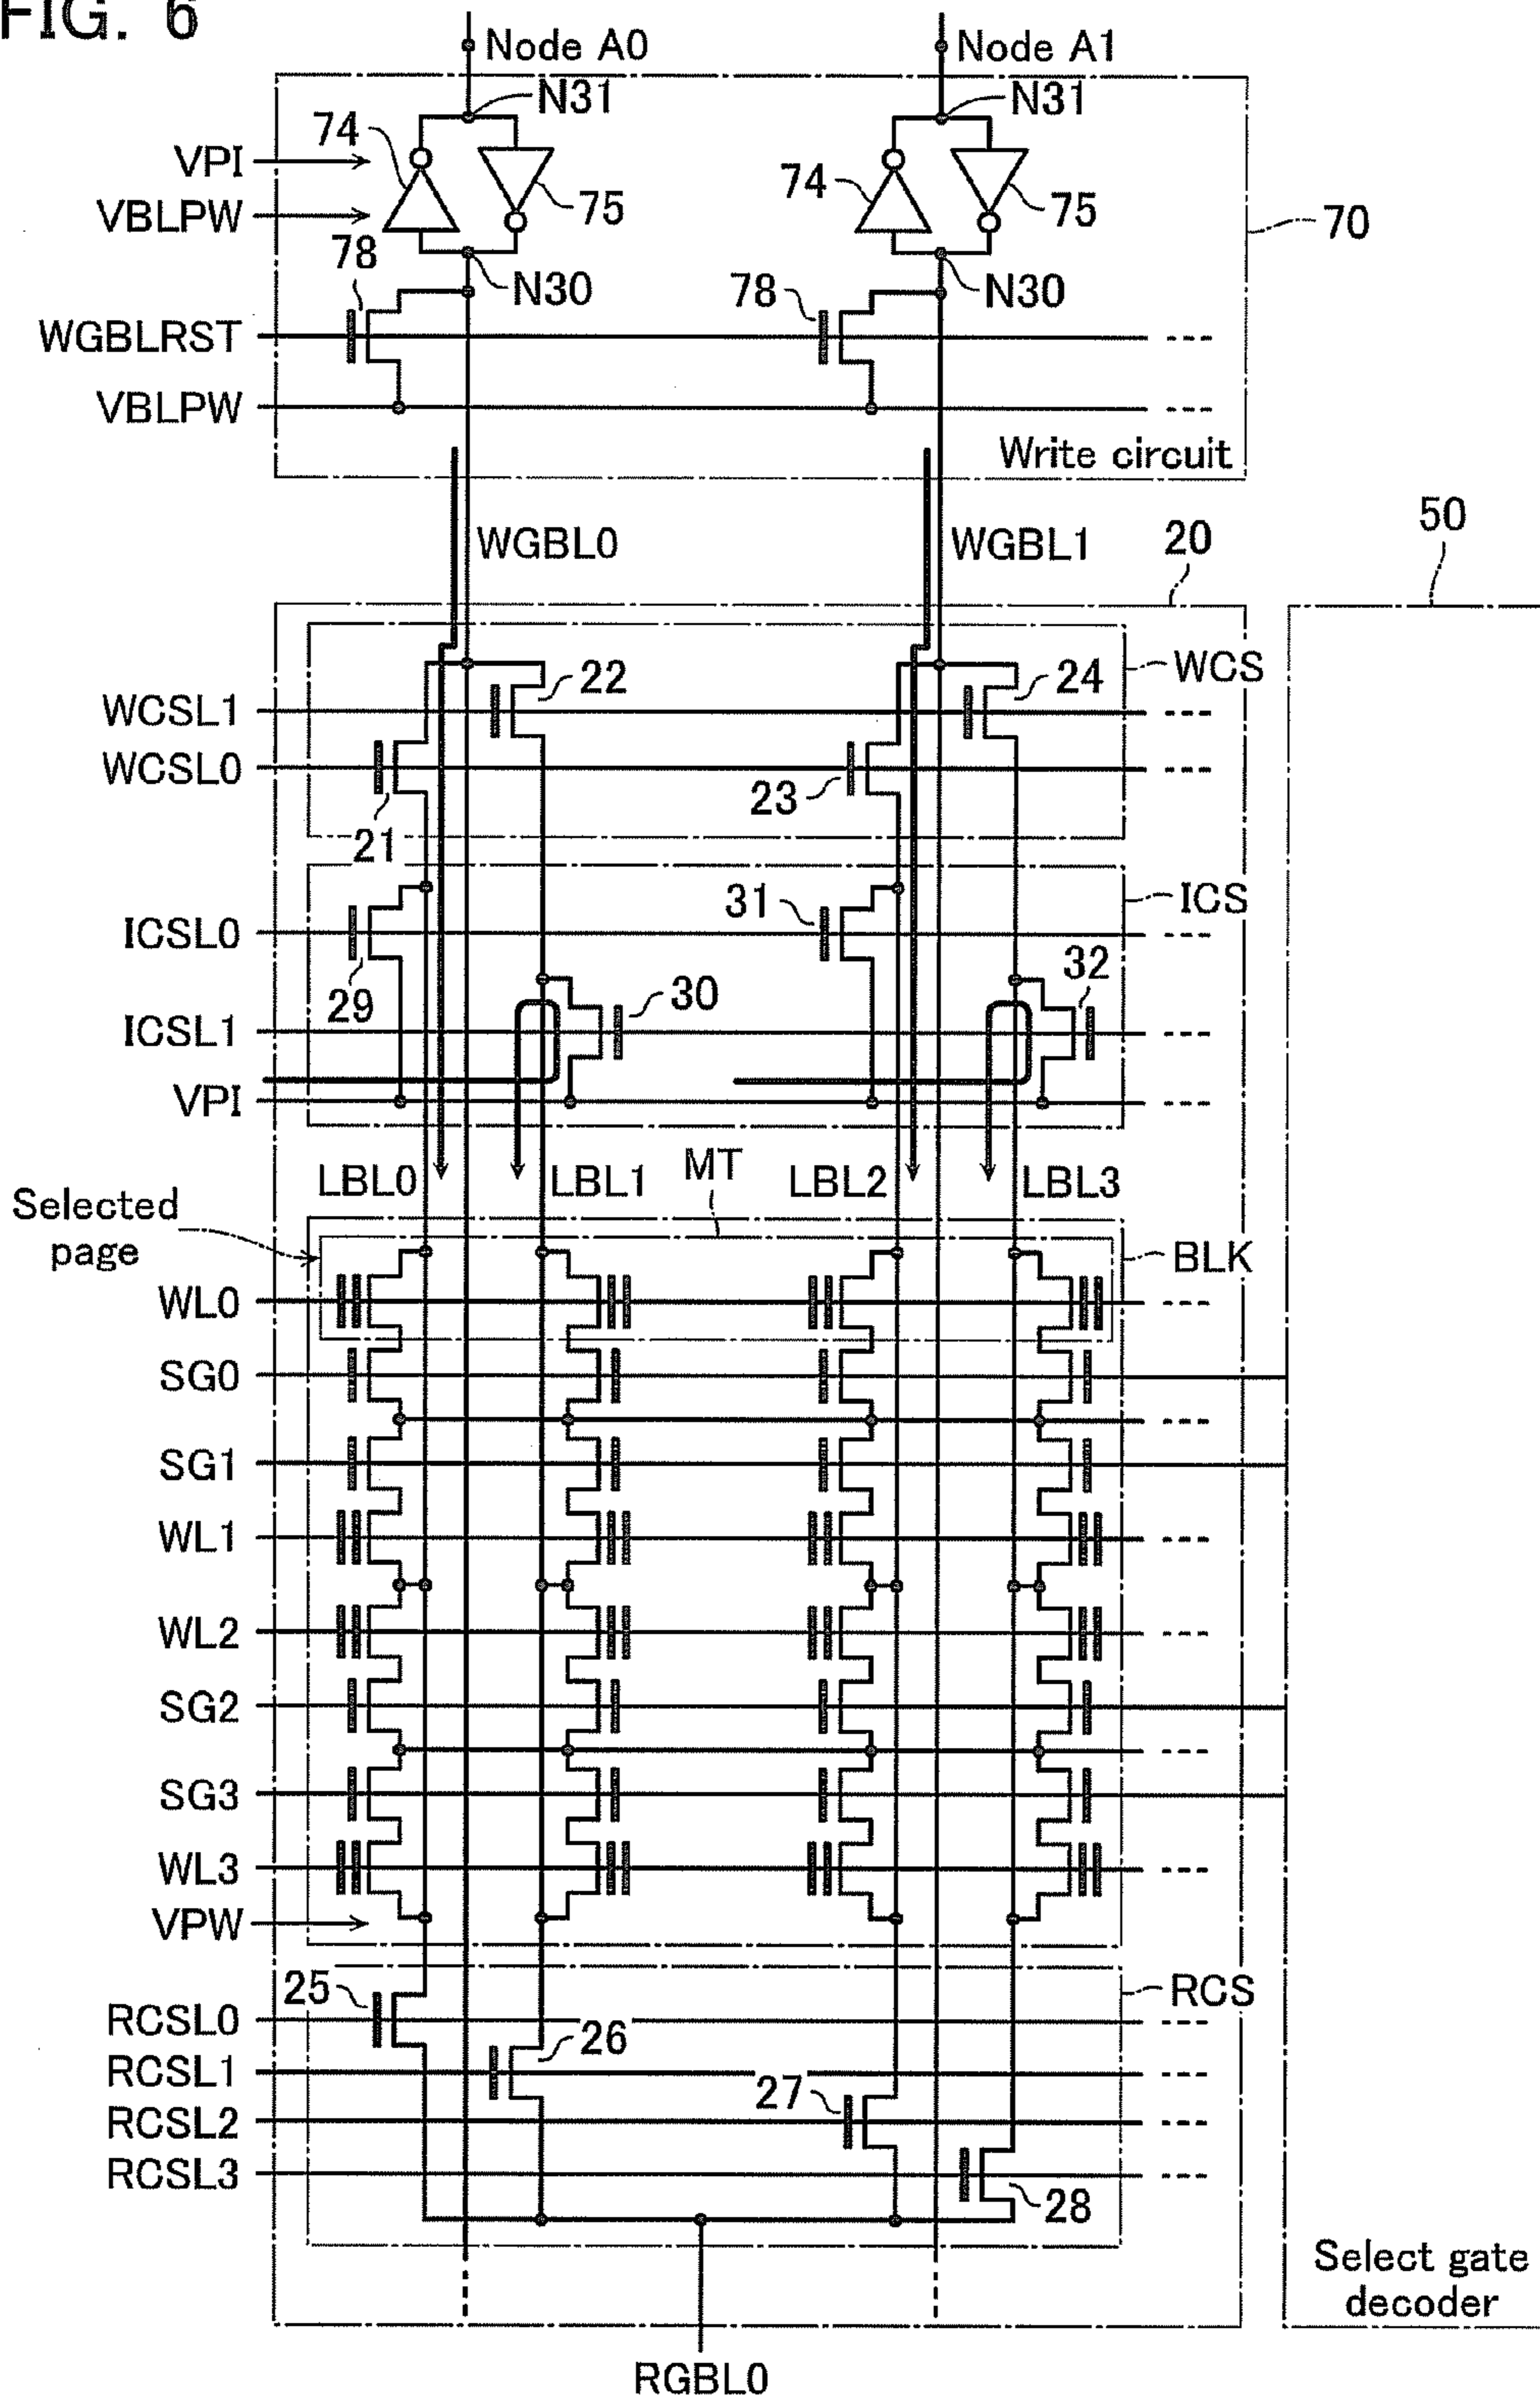 FIG. 6
Node A0
Node A1
N31
N31
74
VPI
74
75
75
VBLPW
70
78
N30
78
N30
WGBLRST
VBLPW
Write circuit
WGBL0
WGBL1
20
50
22
24
WCS
WCSL1
WCSL0
23
21
31
ICS
ICSL0
29
30
32
ICSL1
VPI
MT
LBL0
LBL1
LBL2
LBL3
Selected
page
BLK
WL0
SG0
SG1
WL1
WL2
SG2
SG3
WL3
VPW
25
RCS
RCSL0
26
RCSL1
27
RCSL2
RCSL3
28
Select gate
decoder
RGBL0